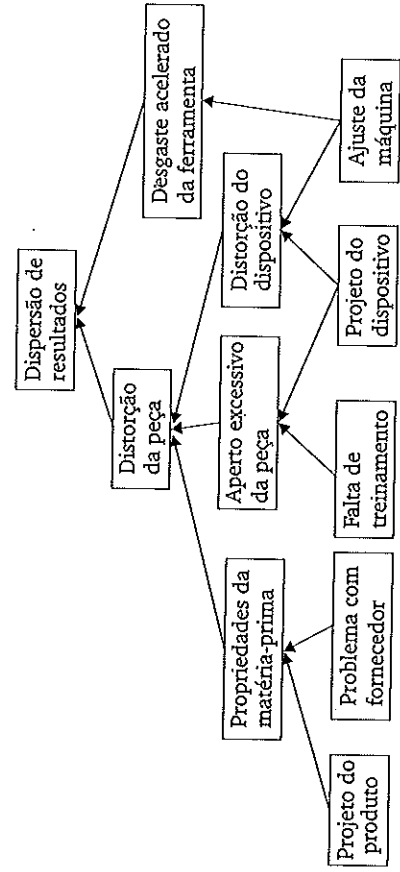 Dispersão de
resultados
Distorção
da peça
Desgaste acelerado
da ferramenta
Propriedades da
matéria-prima
Aperto excessivo
da peça
Distorção do
dispositivo
Projeto do
produto
Problema com
fornecedor
Falta de
treinamento
Projeto do
dispositivo
Ajuste da
máquina